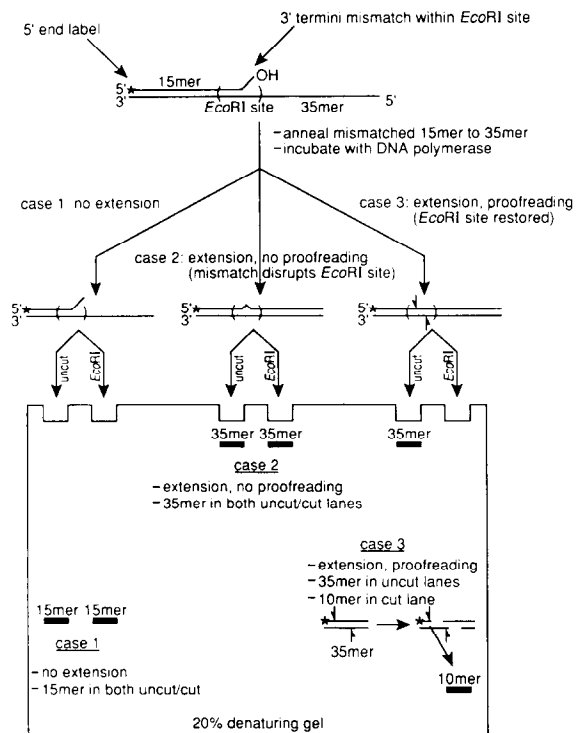 3' termini mismatch within EcoRI site
5' end label
OH
15mer
5'
3'
EcoRI site
35mer
5'
-anneal mismatched 15mer to 35mer
-incubate with DNA polymerase
case 1 no extension
case 3: extension, proofreading
(EcoRI site restored)
case 2: extension, no proofreading
(mismatch disrupts EcoRI site)
5'
3'
5'
3'
5'
3'
uncut
EcoRI
uncut
EcoRI
uncut
EcoRI
35mer 35mer
35mer
case 2
-extension, no proofreading
-35mer in both uncut/cut lanes
case 3
-extension, proofreading
-35mer in uncut lanes
-10mer in cut lane
15mer 15mer
case 1
35mer
-no extension
-15mer in both uncut/cut
10mer
20% denaturing gel